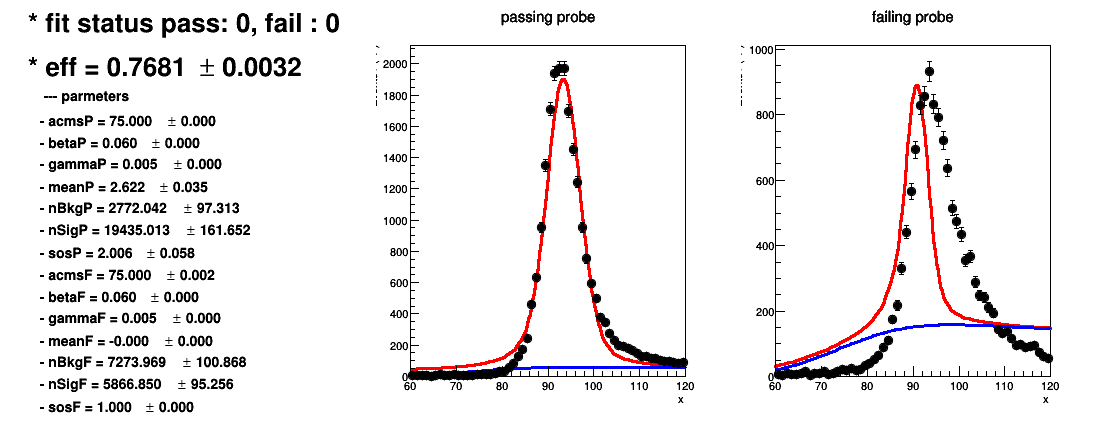 * fit status pass: 0, fail : 0
* eff = 0.7681 ± 0.0032
--- parmeters
- acmsP = 75.000 ± 0.000
- betaP = 0.060 ± 0.000
- gammaP = 0.005 ± 0.000
- meanP = 2.622 ± 0.035
- nBkgP = 2772.042 ± 97.313
- nSigP = 19435.013 ± 161.652
- sosP = 2.006 ± 0.058
- acmsF = 75.000 ± 0.002
- betaF = 0.060 ± 0.000
- gammaF = 0.005 ± 0.000
- meanF = -0.000 ± 0.000
- nBkgF = 7273.969 ± 100.868
- nSigF = 5866.850 ± 95.256
- sosF = 1.000 ± 0.000
passing probe
2000
1800
1600
1400
1200
1000
800
600
400
200
0
60 70 80 90 100 110 120
x
failing probe
1000
800
600
400
200
0
60 70 80 90 100 110 120
x